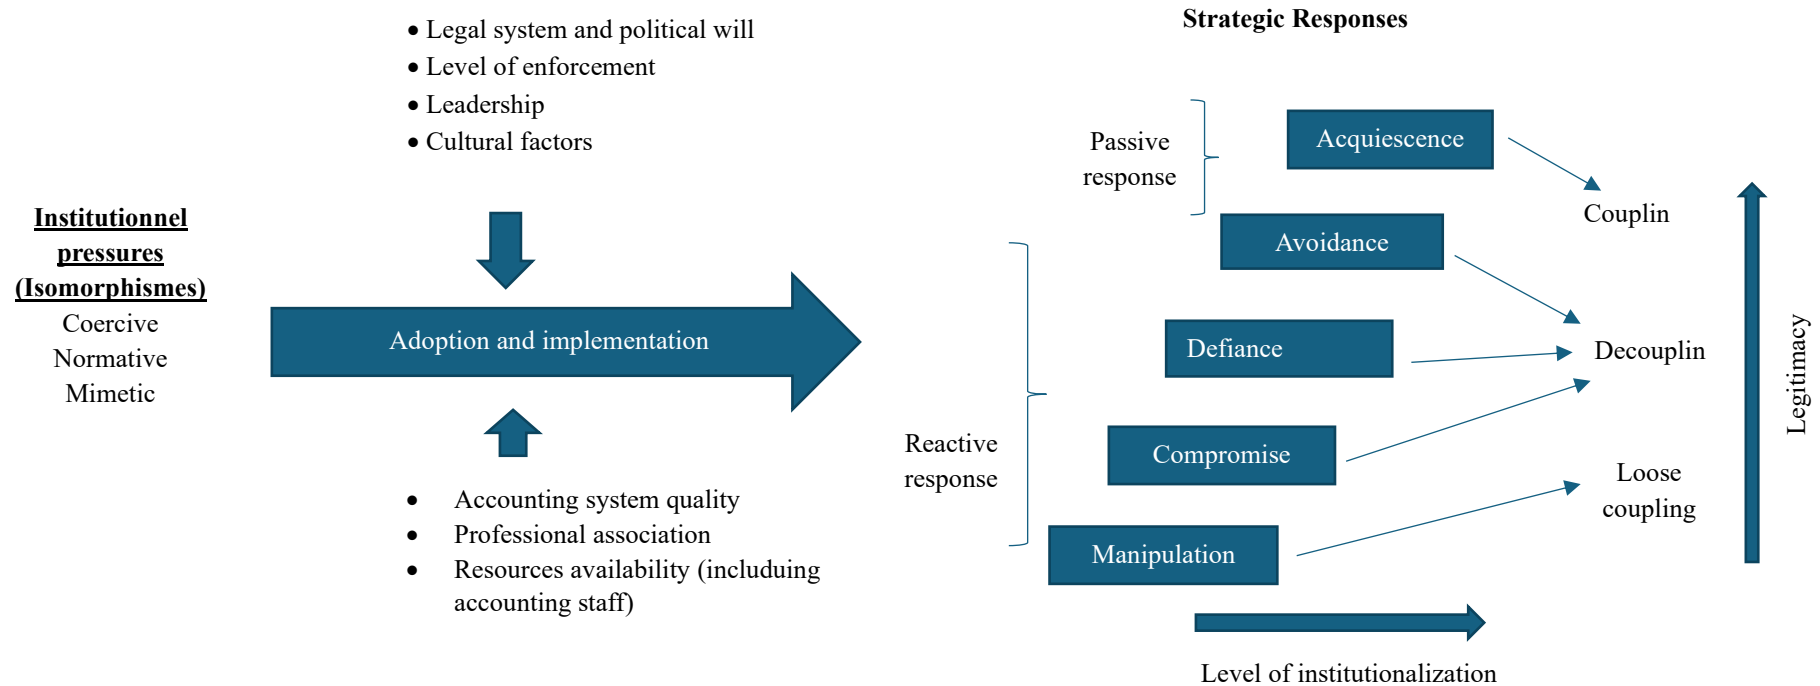 Institutionnel
pressures
(Isomorphismes)
Coercive
Normative
Mimetic
• Legal system and political will
• Level of enforcement
• Leadership
• Cultural factors
Adoption and implementation
• Accounting system quality
• Professional association
• Resources availability (includuing
accounting staff)
Strategic Responses
Passive
response
Reactive
response
Acquiescence
Avoidance
Defiance
Compromise
Manipulation
Couplin
Decouplin
Loose
coupling
Legitimacy
Level of institutionalization